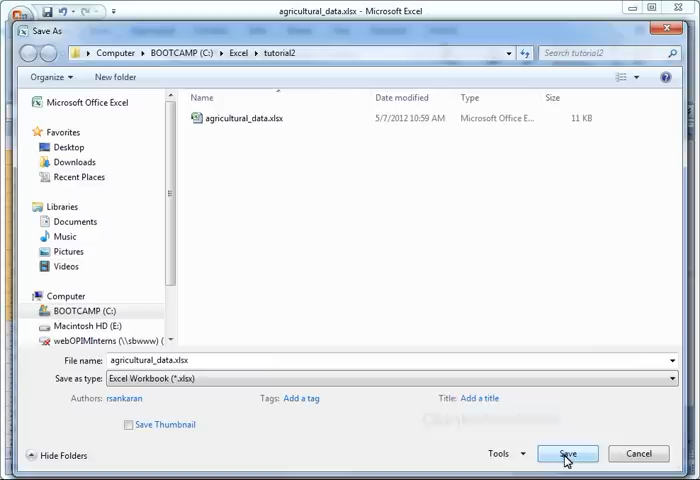 agricultural_data.xlsx - Microsoft Excel
Save As
Computer BOOTCAMP (C:) Excel tutorial2
Search tutorial2
Organize New folder
Name Date modified Type Size
Microsoft Office Excel
agricultural_data.xlsx 5/7/2012 10:59 AM Microsoft Office E... 11 KB
Favorites
Desktop
Downloads
Recent Places
Libraries
Documents
Music
Pictures
Videos
Computer
BOOTCAMP (C:)
Macintosh HD (E:)
webOPIMInterns (\\sbwww) (
File name: agricultural_data.xlsx
Save as type: Excel Workbook (*.xlsx)
Authors: rsankaran Tags: Add a tag Title: Add a title
Save Thumbnail
Hide Folders Tools Save Cancel